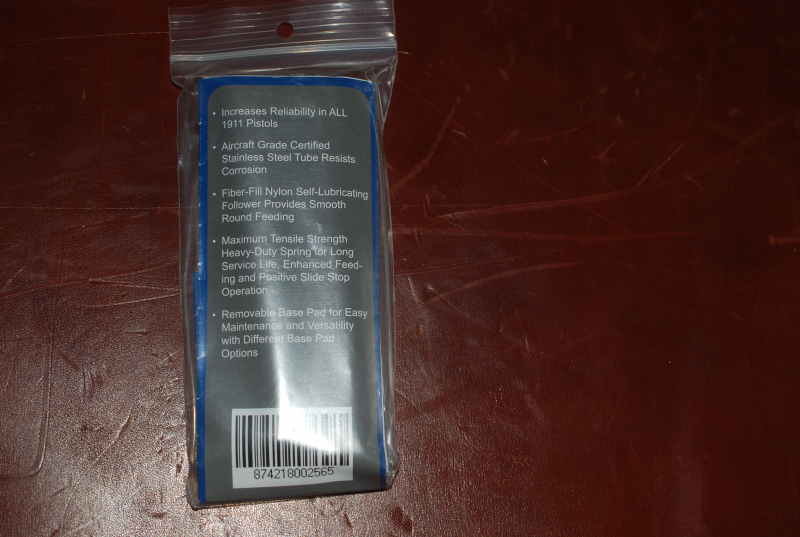 • Increases Reliability in ALL
1911 Pistols
• Aircraft Grade Certified
Stainless Steel Tube Resists
Corrosion
• Fiber-Fill Nylon Self-Lubricating
Follower Provides Smooth
Round Feeding
• Maximum Tensile Strength
Heavy-Duty Spring for Long
Service Life, Enhanced Feed-
ing and Positive Slide Stop
Operation
• Removable Base Pad for Easy
Maintenance and Versatility
with Different Base Pad
Options
874218002565